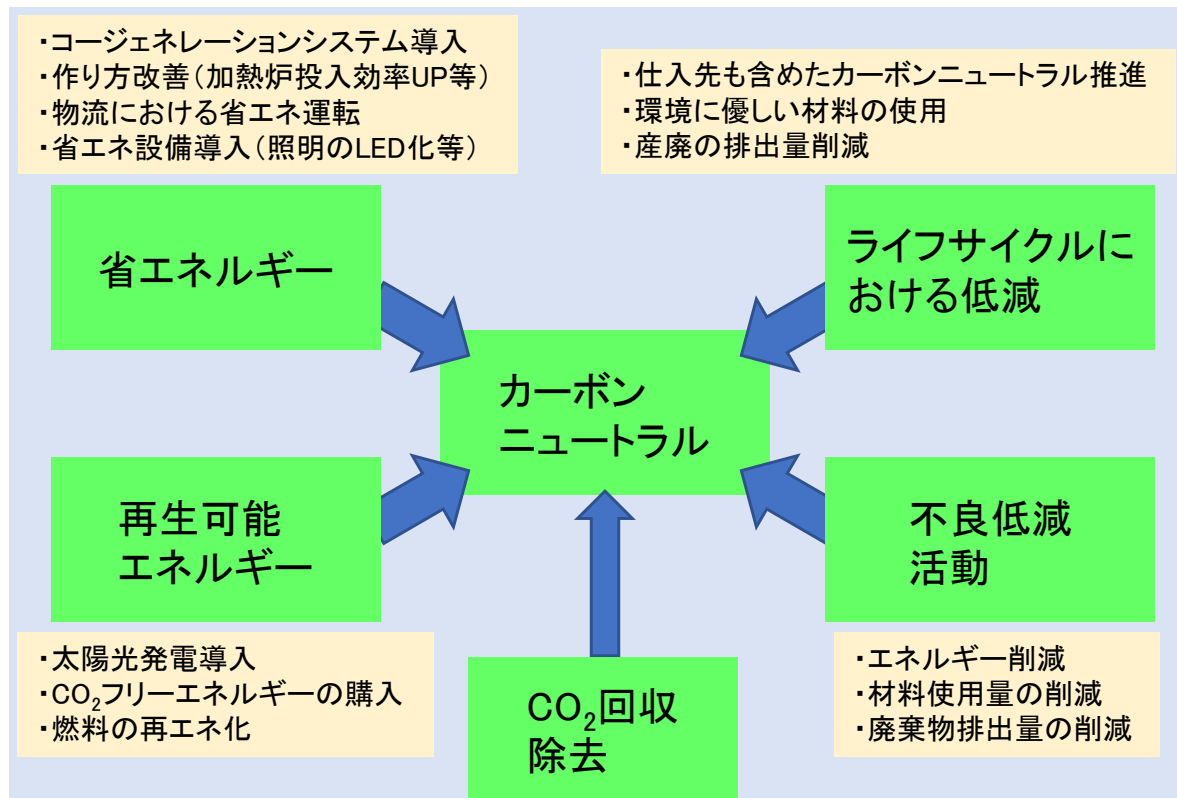 ・コージェネレーションシステム導入
・作り方改善（加熱炉投入効率UP等）
・物流における省エネ運転
・省エネ設備導入（照明のLED化等）
・仕入先も含めたカーボンニュートラル推進
・環境に優しい材料の使用
・産廃の排出量削減
省エネルギー
ライフサイクルに
おける低減
カーボン
ニュートラル
再生可能
エネルギー
不良低減
活動
・太陽光発電導入
・CO₂フリーエネルギーの購入
・燃料の再エネ化
CO₂回収
除去
・エネルギー削減
・材料使用量の削減
・廃棄物排出量の削減